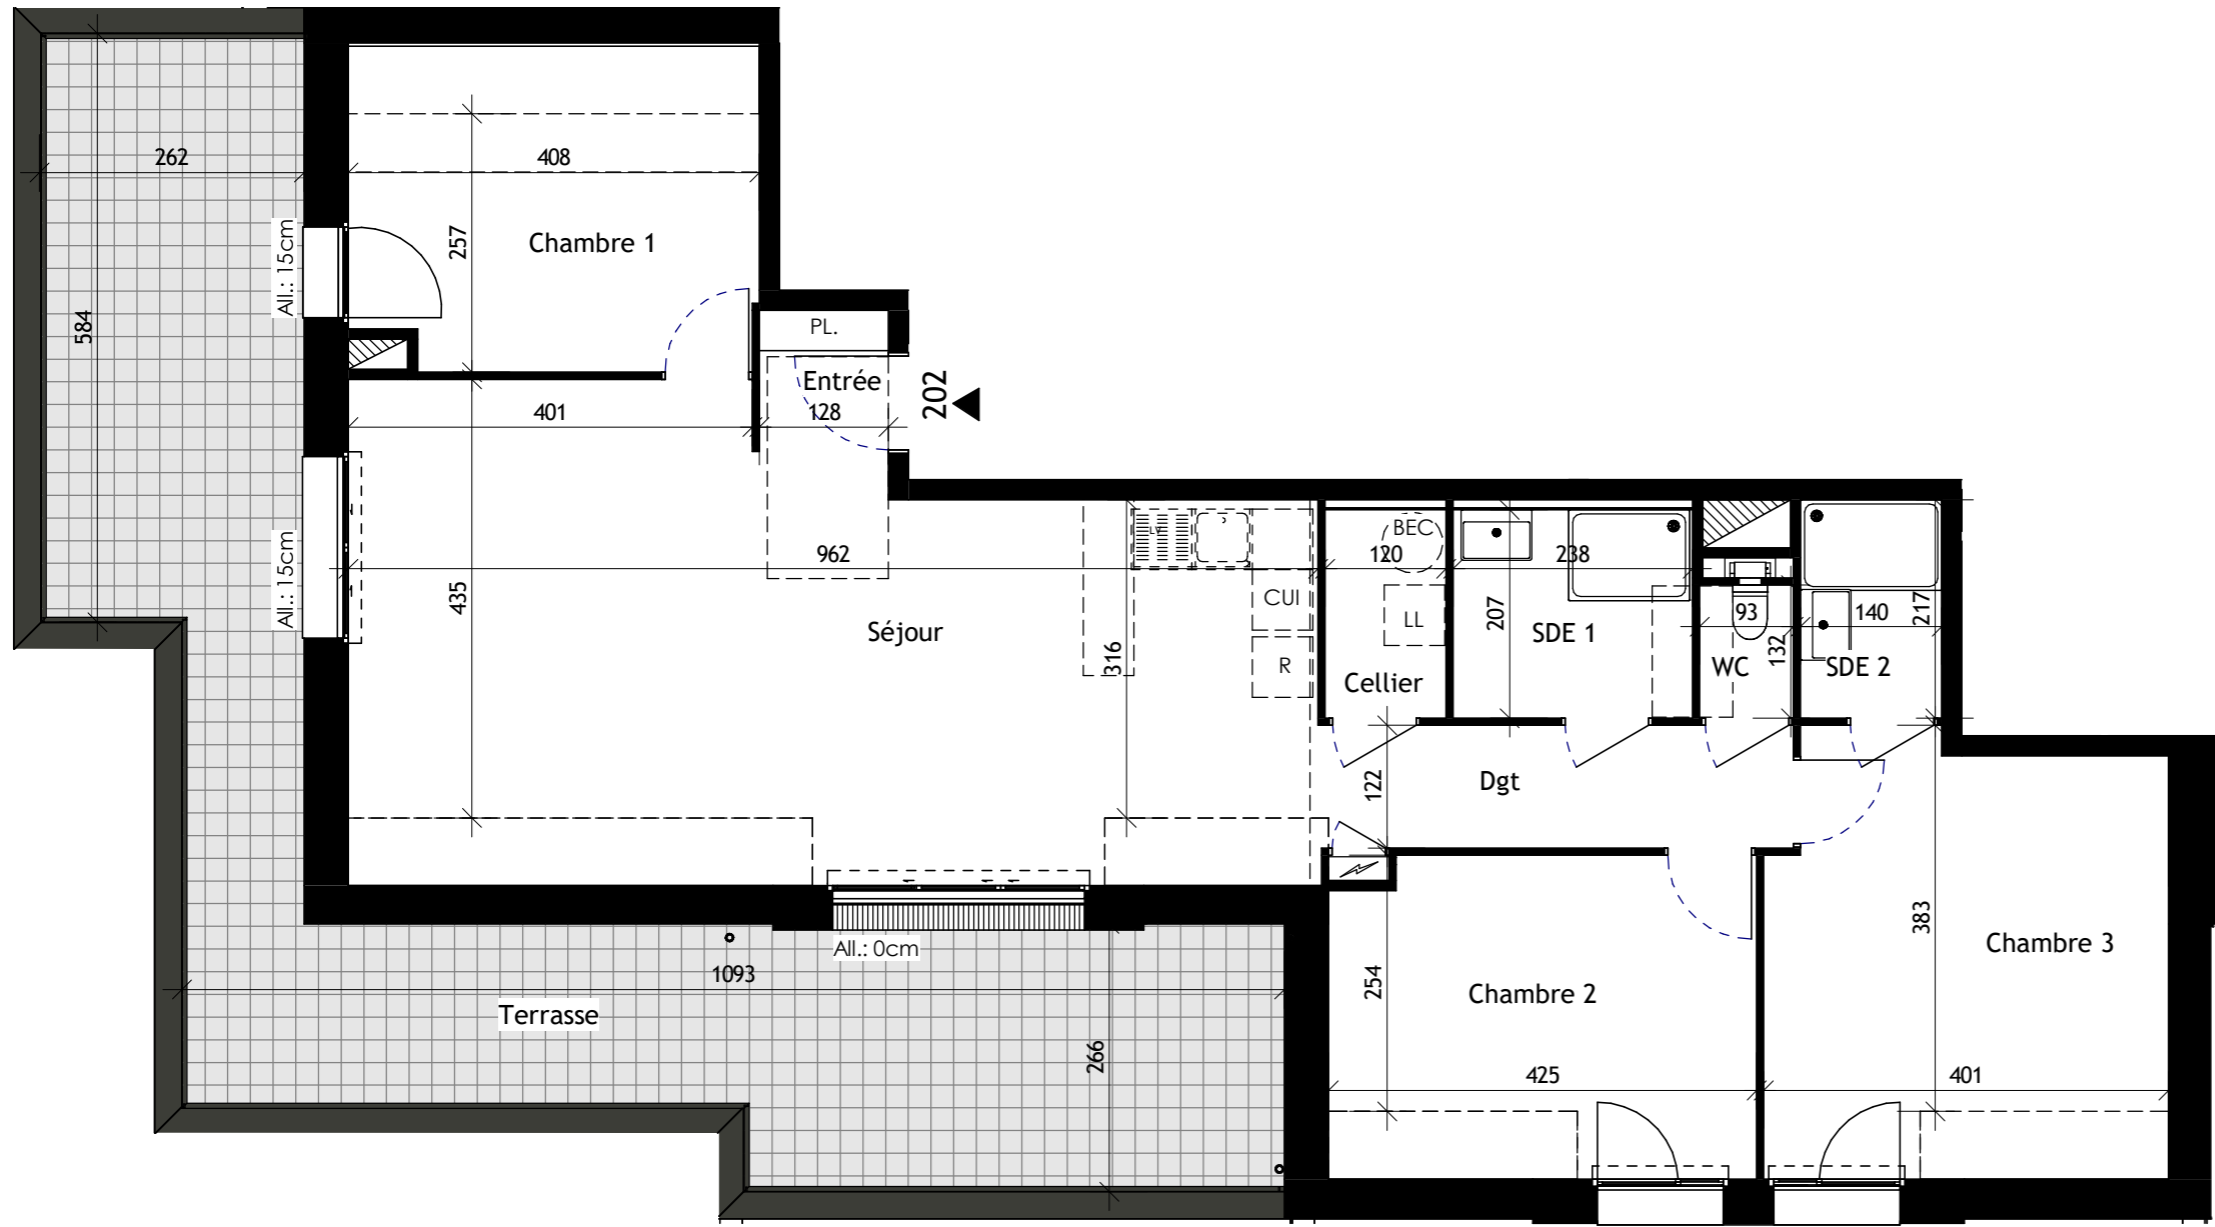 262
408
All.: 15cm
257
Chambre 1
584
PL.
Entrée
202
401
128
All.: 15cm
962
435
Séjour
316
LV
CUI
R
BEC
120
LL
Cellier
238
207
SDE 1
93
132
WC
140
217
SDE 2
122
Dgt
383
All.: 0cm
1093
Terrasse
266
254
Chambre 2
425
Chambre 3
401